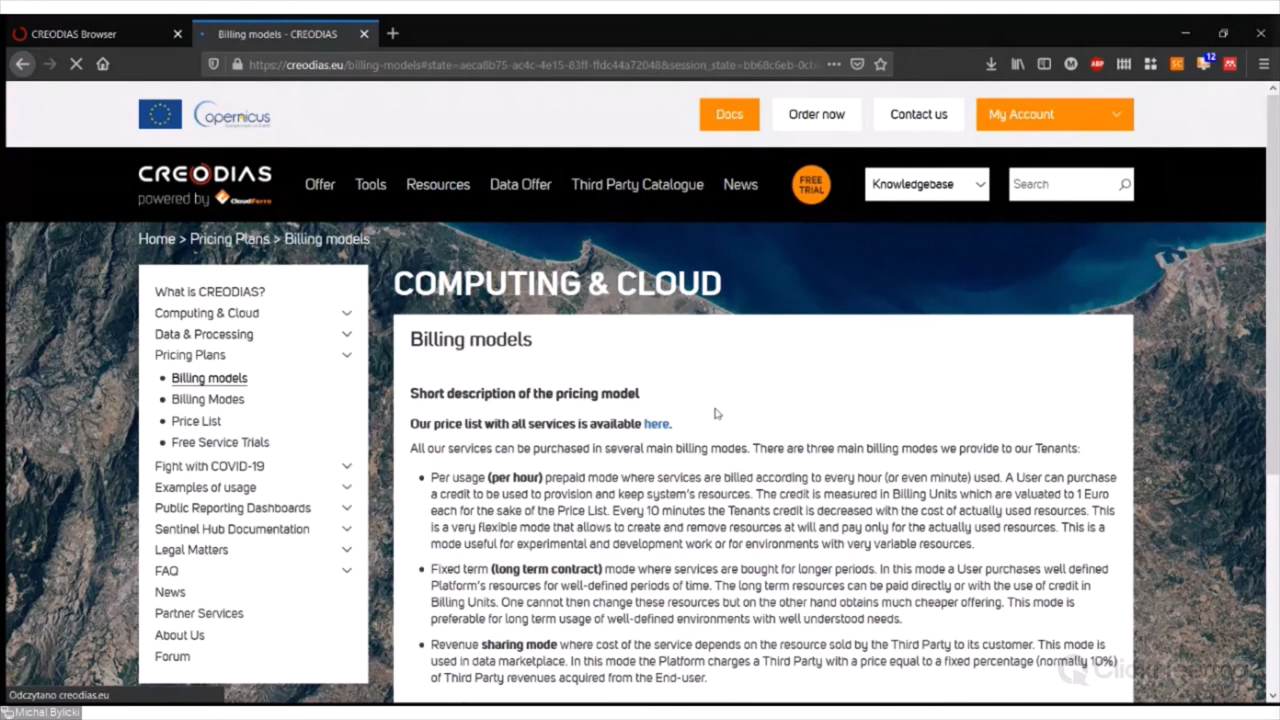 CREODIAS Browser
Billing models - CREODIAS
https://creodias.eu/billing-models#state=aeca8b75-ac4c-4e15-83ff-ffdc44a72048&session_state=bb68c6eb-0cb
12
ABP
SC
Copernicus
Docs
Order now
Contact us
My Account
CREODIAS
powered by CloudFerro
Offer
Tools
Resources
Data Offer
Third Party Catalogue
News
FREE
TRIAL
Knowledgebase
Search
Home > Pricing Plans > Billing models
What is CREODIAS?
Computing & Cloud
Data & Processing
Pricing Plans
Billing models
Billing Modes
Price List
Free Service Trials
Fight with COVID-19
Examples of usage
Public Reporting Dashboards
Sentinel Hub Documentation
Legal Matters
FAQ
News
Partner Services
About Us
Forum
COMPUTING & CLOUD
Billing models
Short description of the pricing model
Our price list with all services is available here.
All our services can be purchased in several main billing modes. There are three main billing modes we provide to our Tenants:
Per usage (per hour) prepaid mode where services are billed according to every hour (or even minute) used. A User can purchase
a credit to be used to provision and keep system's resources. The credit is measured in Billing Units which are valuated to 1 Euro
each for the sake of the Price List. Every 10 minutes the Tenants credit is decreased with the cost of actually used resources. This
is a very flexible mode that allows to create and remove resources at will and pay only for the actually used resources. This is a
mode useful for experimental and development work or for environments with very variable resources.
Fixed term (long term contract) mode where services are bought for longer periods. In this mode a User purchases well defined
Platform's resources for well-defined periods of time. The long term resources can be paid directly or with the use of credit in
Billing Units. One cannot then change these resources but on the other hand obtains much cheaper offering. This mode is
preferable for long term usage of well-defined environments with well understood needs.
Revenue sharing mode where cost of the service depends on the resource sold by the Third Party to its customer. This mode is
used in data marketplace. In this mode the Platform charges a Third Party with a price equal to a fixed percentage (normally 10%)
of Third Party revenues acquired from the End-user.
Odczytano creodias.eu
Michal Bylicki